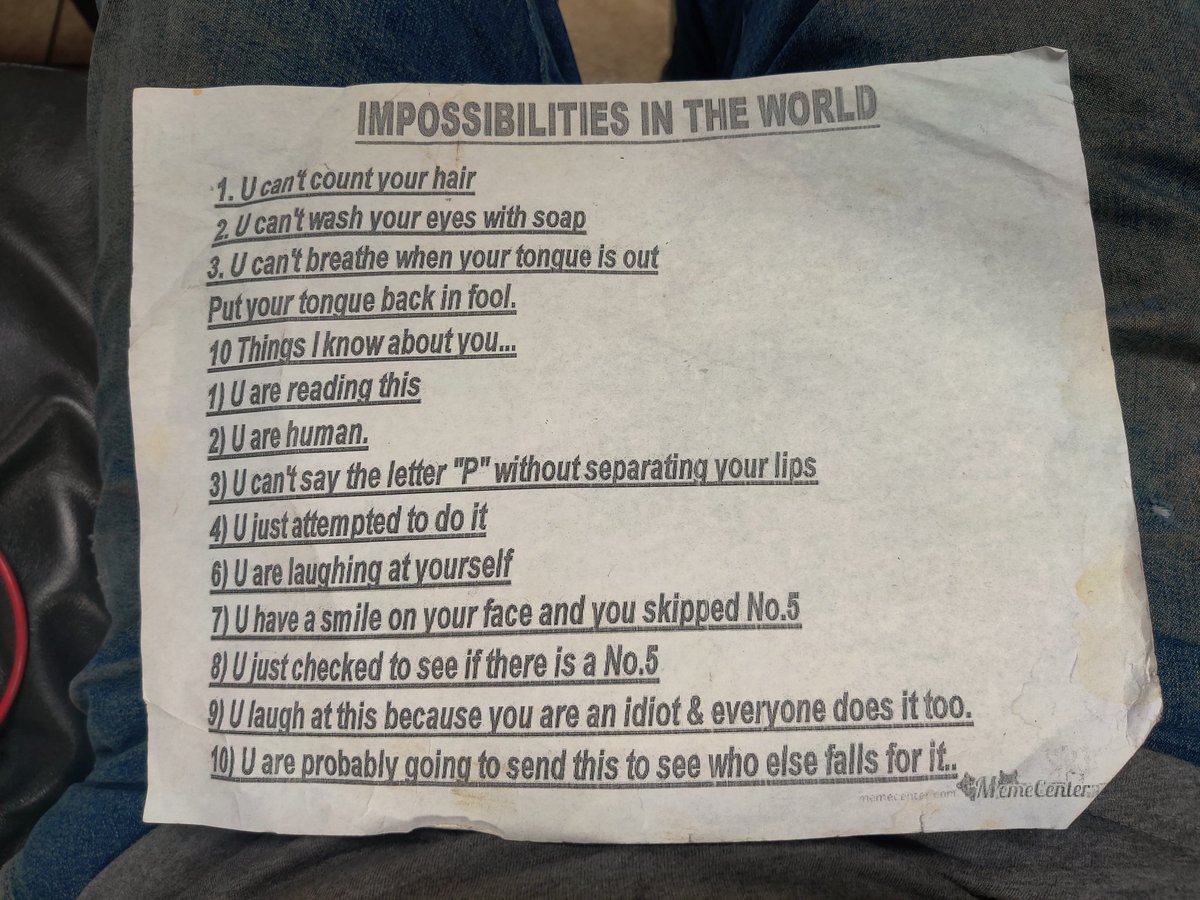 IMPOSSIBILITIES IN THE WORLD
1. U can't count your hair
2. U can't wash your eyes with soap
3. U can't breathe when your tongue is out
Put your tongue back in fool.
10 Things I know about you...
1) U are reading this
2) U are human.
3) U can't say the letter "P" without separating your lips
4) U just attempted to do it
6) U are laughing at yourself
7) U have a smile on your face and you skipped No.5
8) U just checked to see if there is a No.5
9) U laugh at this because you are an idiot & everyone does it too.
10) U are probably going to send this to see who else falls for it..
memecenter.com MemeCenter